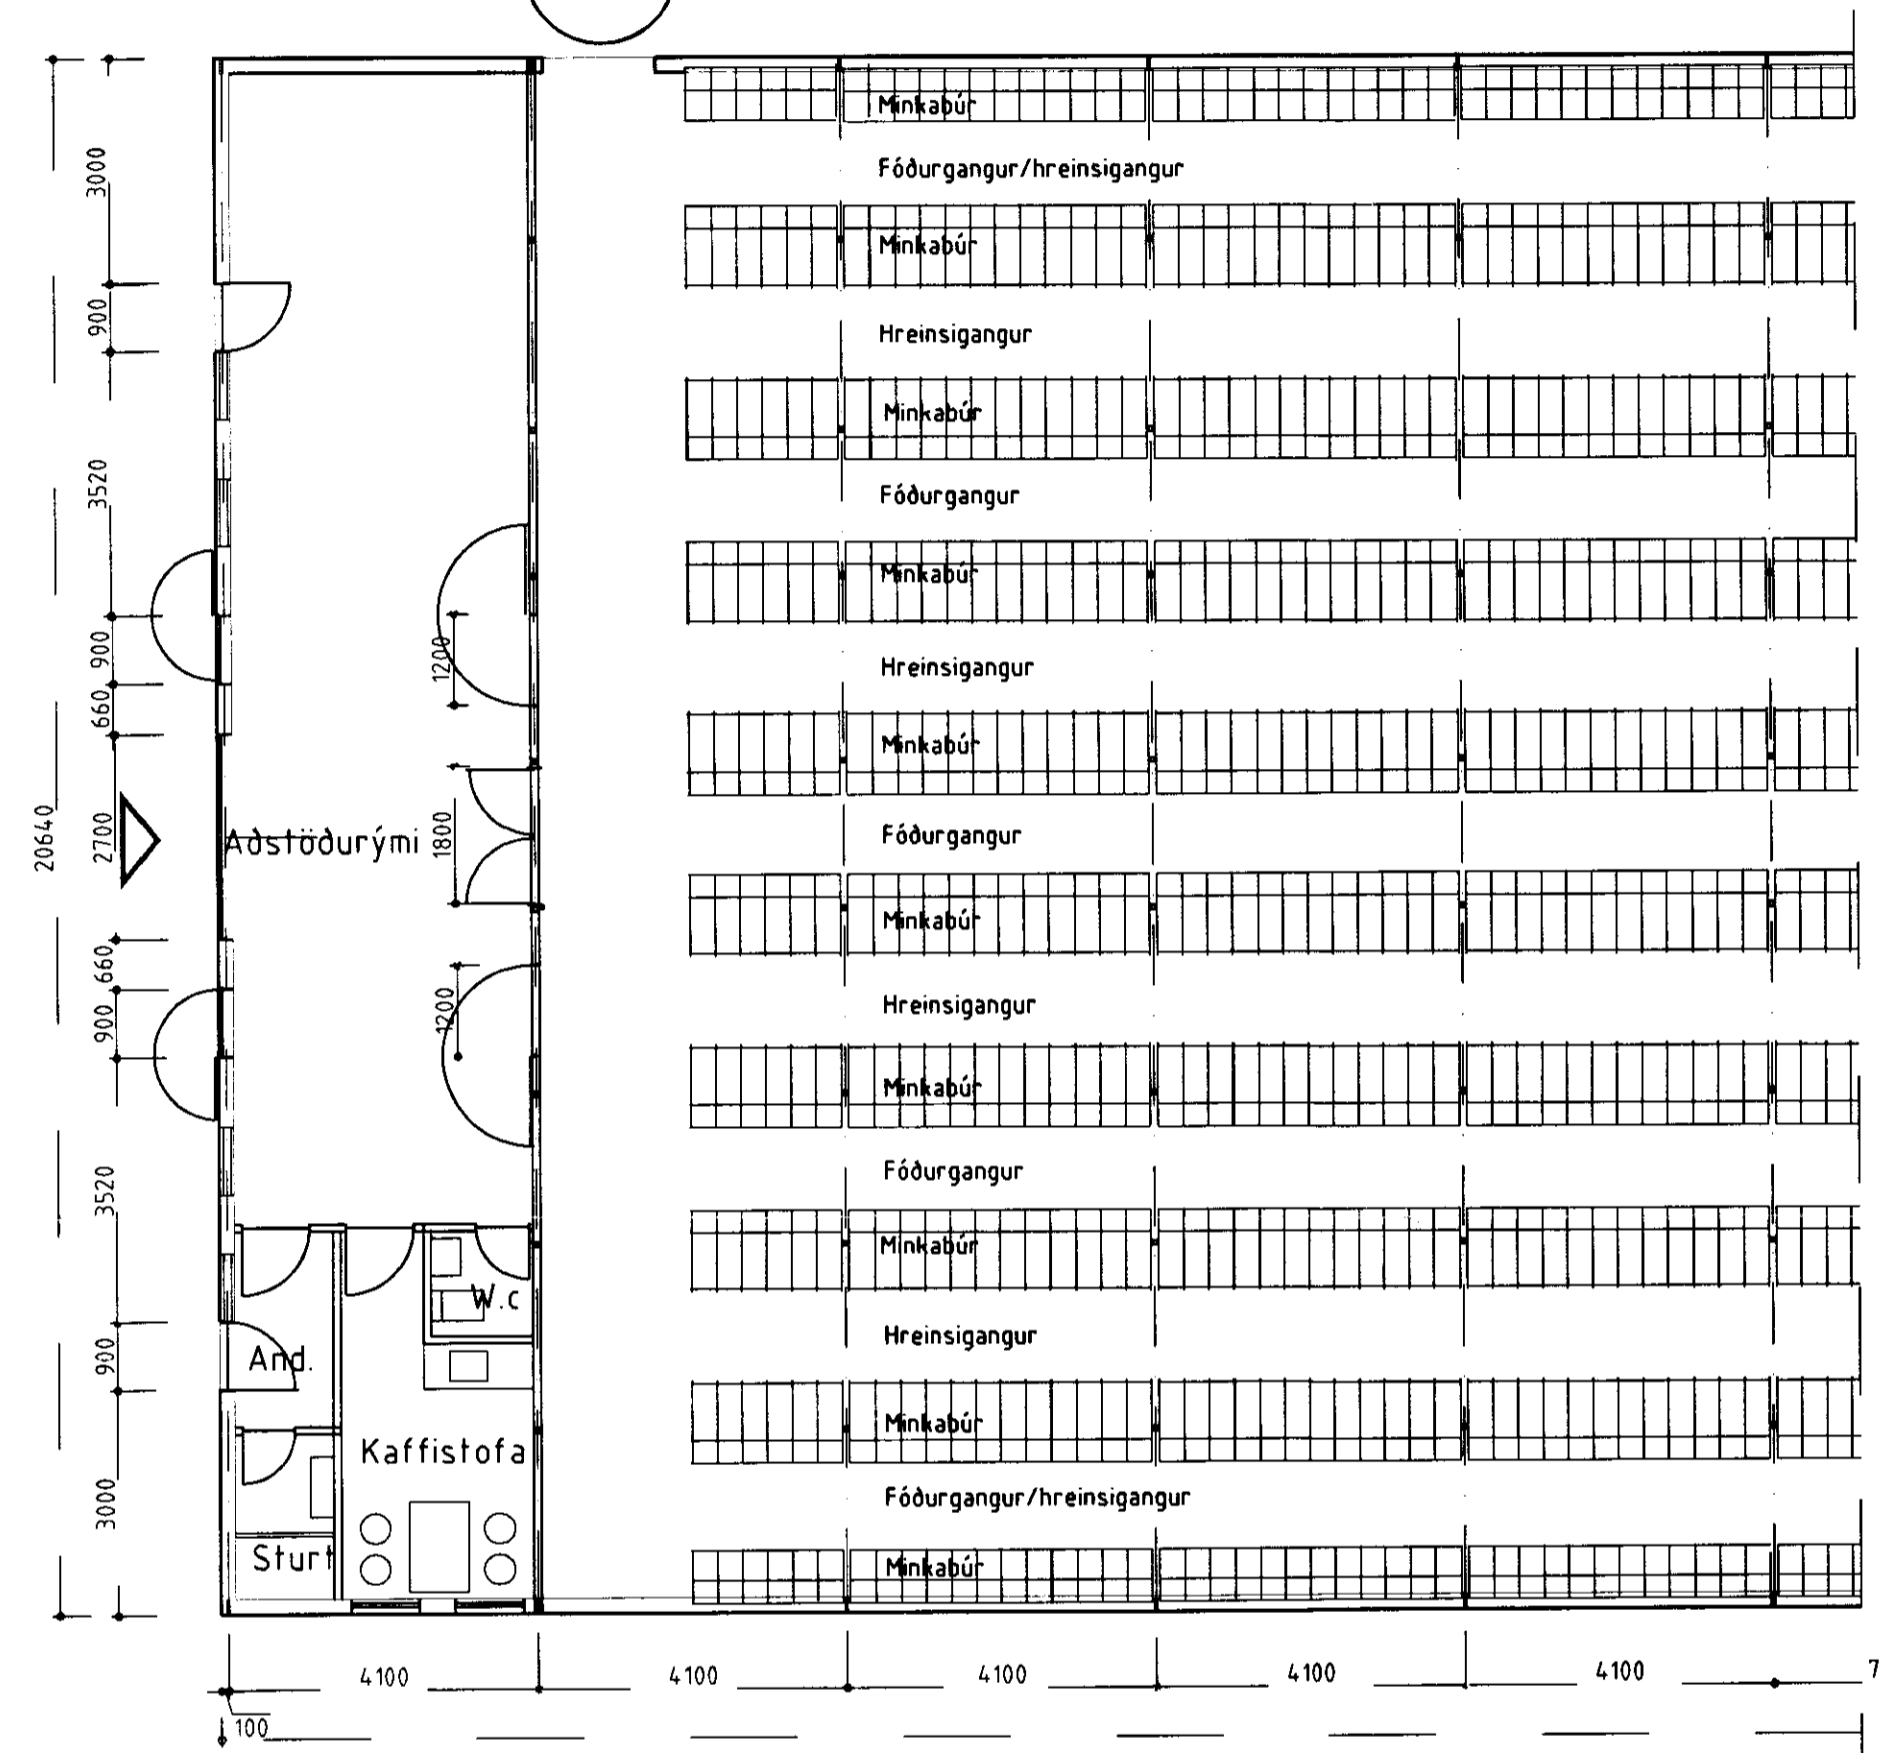 Minkabúr
Fóðurgangur/hreinsigangur
3000
Minkabúr
900
Hreinsigangur
Minkabúr
3520
Fóðurgangur
Minkabúr
900
1200
Hreinsigangur
660
Minkabúr
20640
2700
Aðstöðurými
1800
Fóðurgangur
Minkabúr
660
900
1200
Hreinsigangur
Minkabúr
3520
Fóðurgangur
Minkabúr
W.c
900
And.
Hreinsigangur
Minkabúr
Kaffistofa
3000
Fóðurgangur/hreinsigangur
Sturt
Minkabúr
4100 4100 4100 4100 4100 7
100